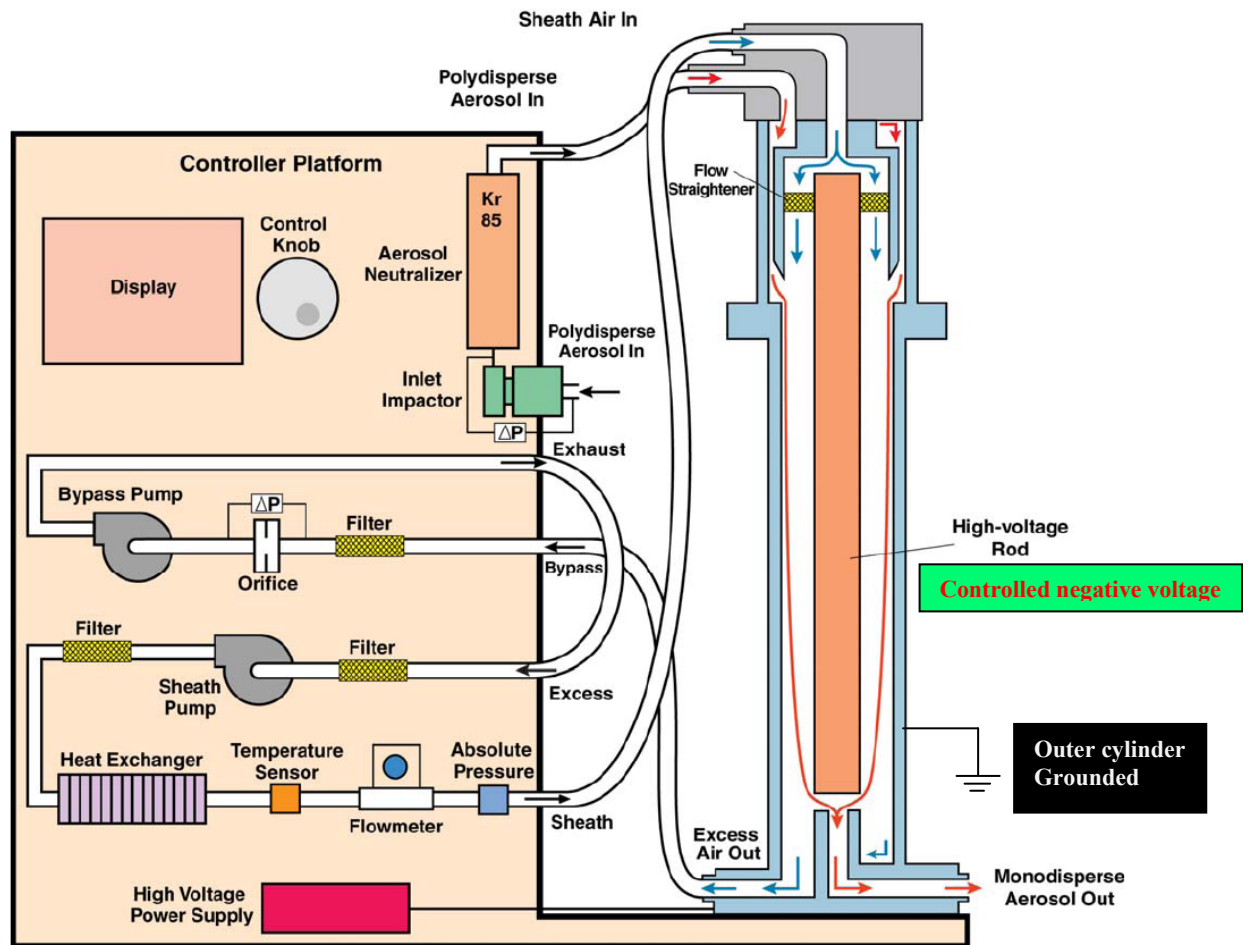 Sheath Air In
Polydisperse
Aerosol In
Controller Platform
Flow
Straightener
Kr
85
Control
Knob
Aerosol
Neutralizer
Display
Polydisperse
Aerosol In
Inlet
Impactor
ΔP
Exhaust
Bypass Pump
ΔP
Filter
High-voltage
Rod
Orifice
Bypass
Controlled negative voltage
Filter
Filter
Sheath
Pump
Excess
Heat Exchanger
Temperature
Sensor
Absolute
Pressure
Outer cylinder
Grounded
Flowmeter
Sheath
Excess
Air Out
High Voltage
Power Supply
Monodisperse
Aerosol Out